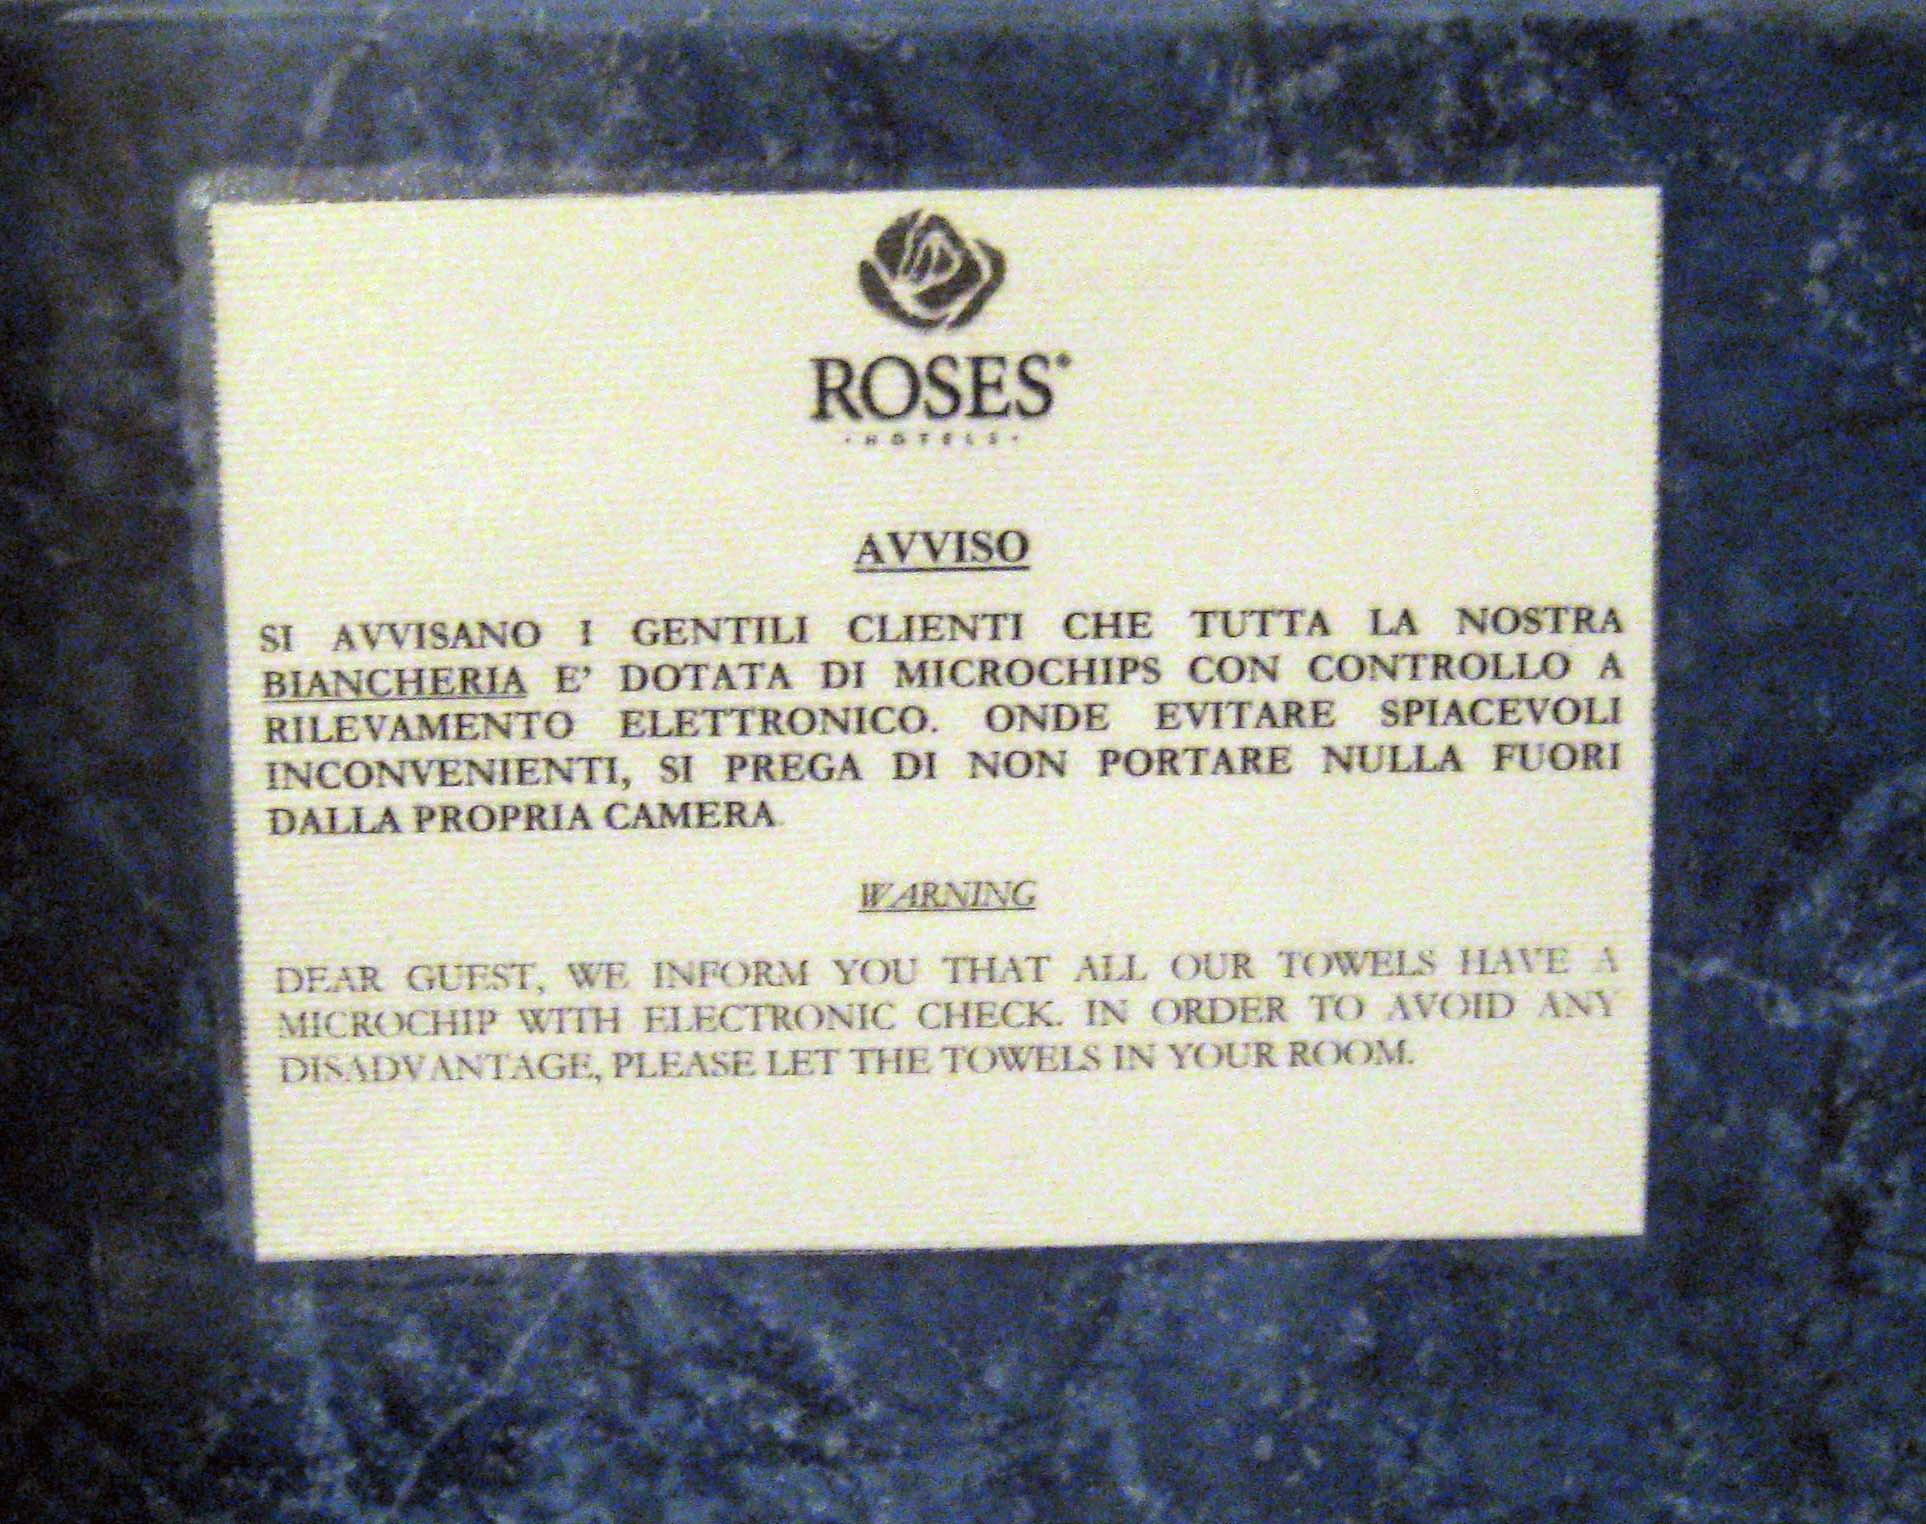 ROSES®
·HOTELS·
AVVISO
SI AVVISANO I GENTILI CLIENTI CHE TUTTA LA NOSTRA
BIANCHERIA E' DOTATA DI MICROCHIPS CON CONTROLLO A
RILEVAMENTO ELETTRONICO. ONDE EVITARE SPIACEVOLI
INCONVENIENTI, SI PREGA DI NON PORTARE NULLA FUORI
DALLA PROPRIA CAMERA
WARNING
DEAR GUEST, WE INFORM YOU THAT ALL OUR TOWELS HAVE A
MICROCHIP WITH ELECTRONIC CHECK. IN ORDER TO AVOID ANY
DISADVANTAGE, PLEASE LET THE TOWELS IN YOUR ROOM.